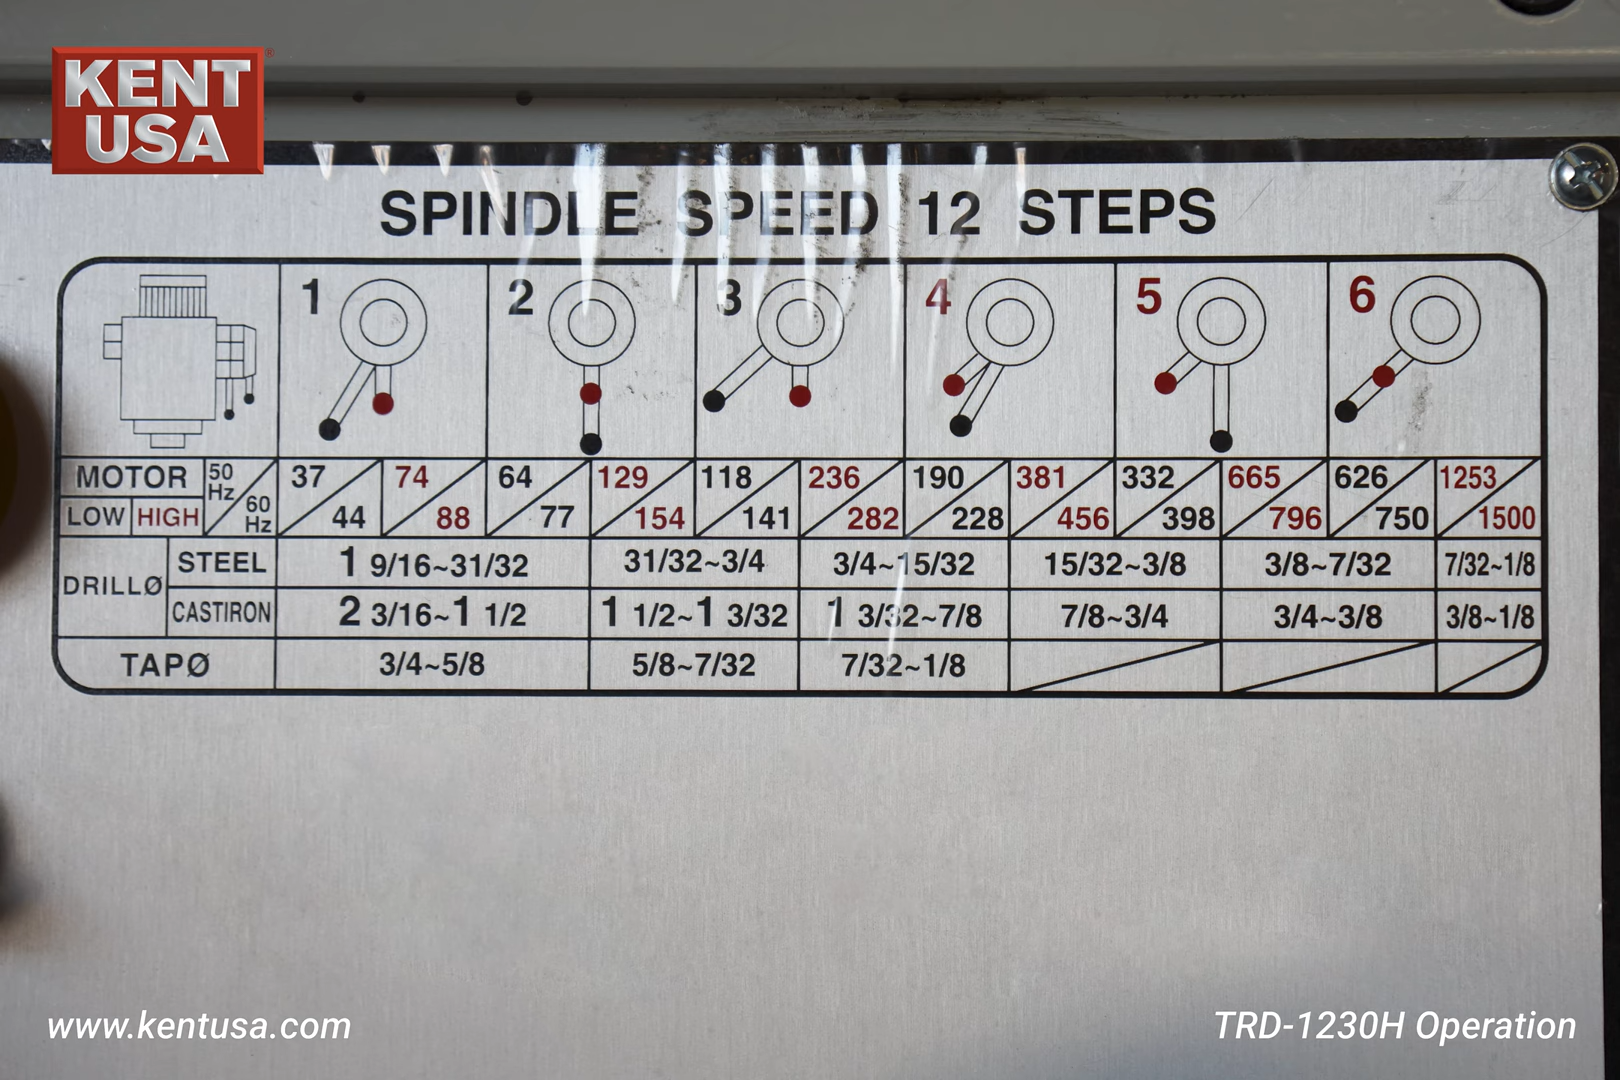 KENT
USA
®
SPINDLE SPEED 12 STEPS
1 2 3 4 5 6
MOTOR 50 Hz 37 74 64 129 118 236 190 381 332 665 626 1253
LOW HIGH 60 Hz 44 88 77 154 141 282 228 456 398 796 750 1500
DRILLØ
STEEL 1 9/16~31/32 31/32~3/4 3/4~15/32 15/32~3/8 3/8~7/32 7/32~1/8
CASTIRON 2 3/16~1 1/2 1 1/2~1 3/32 1 3/32~7/8 7/8~3/4 3/4~3/8 3/8~1/8
TAPØ 3/4~5/8 5/8~7/32 7/32~1/8
www.kentusa.com TRD-1230H Operation